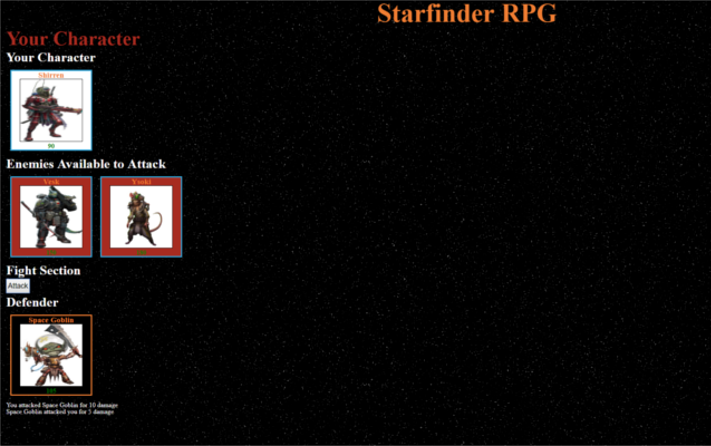 Starfinder RPG
Your Character
Your Character
Shirren
90
Enemies Available to Attack
Vesk Ysoki
Fight Section
Attack
Defender
Space Goblin
You attacked Space Goblin for 10 damage
Space Goblin attacked you for 5 damage